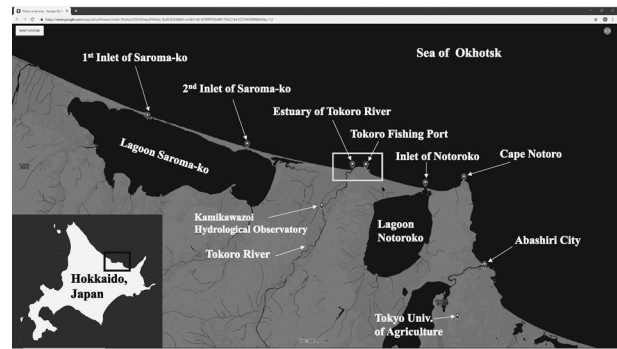 Sea of Okhotsk
1st Inlet of Saroma-ko
2nd Inlet of Saroma-ko
Estuary of Tokoro River
Tokoro Fishing Port
Inlet of Notoroko
Cape Notoro
Lagoon Saroma-ko
Kamikawazoi
Hydrological Observatory
Lagoon
Notoroko
Tokoro River
Abashiri City
Hokkaido,
Japan
Tokyo Univ.
of Agriculture